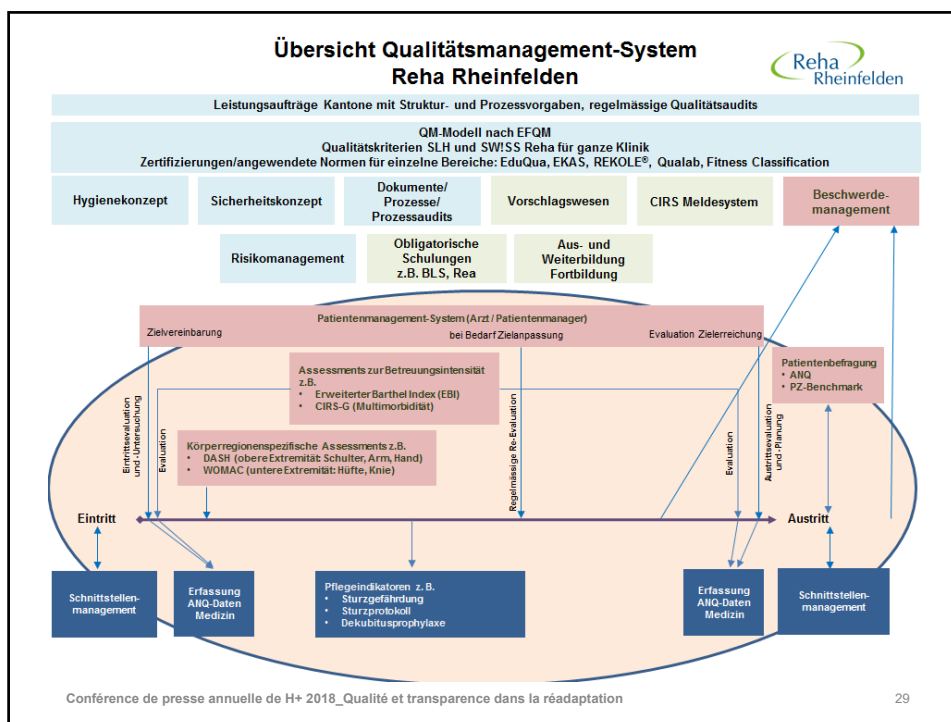 Übersicht Qualitätsmanagement-System
Reha Rheinfelden
Reha
Rheinfelden
Leistungsaufträge Kantone mit Struktur- und Prozessvorgaben, regelmässige Qualitätsaudits
QM-Modell nach EFQM
Qualitätskriterien SLH und SW!SS Reha für ganze Klinik
Zertifizierungen/angewendete Normen für einzelne Bereiche: EduQua, EKAS, REKOLE®, Qualab, Fitness Classification
Hygienekonzept
Sicherheitskonzept
Dokumente/
Prozesse/
Prozessaudits
Vorschlagswesen
CIRS Meldesystem
Beschwerde-
management
Risikomanagement
Obligatorische
Schulungen
z.B. BLS, Rea
Aus- und
Weiterbildung
Fortbildung
Patientenmanagement-System (Arzt / Patientenmanager)
Zielvereinbarung
bei Bedarf Zielanpassung
Evaluation Zielerreichung
Assessments zur Betreuungsintensität
z.B.
• Erweiterter Barthel Index (EBI)
• CIRS-G (Multimorbidität)
Patientenbefragung
• ANQ
• PZ-Benchmark
Eintrittsevaluation
und -Untersuchung
Evaluation
Körperregionenspezifische Assessments z.B.
• DASH (obere Extremität: Schulter, Arm, Hand)
• WOMAC (untere Extremität: Hüfte, Knie)
Regelmässige Re-Evaluation
Evaluation
Austrittsevaluation
und -Planung
Eintritt
Austritt
Schnittstellen-
management
Erfassung
ANQ-Daten
Medizin
Pflegeindikatoren z. B.
• Sturzgefährdung
• Sturzprotokoll
• Dekubitusprophylaxe
Erfassung
ANQ-Daten
Medizin
Schnittstellen-
management
Conférence de presse annuelle de H+ 2018_Qualité et transparence dans la réadaptation
29